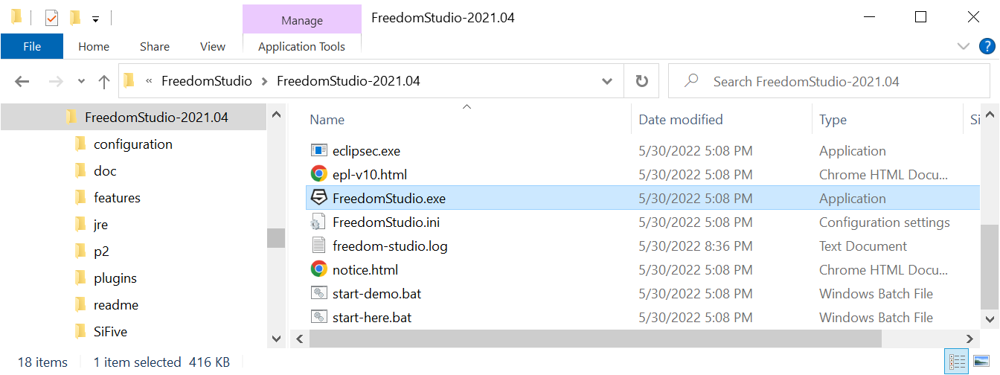 Manage FreedomStudio-2021.04
File Home Share View Application Tools
« FreedomStudio FreedomStudio-2021.04 Search FreedomStudio-2021.04
FreedomStudio-2021.04
configuration
doc
features
jre
p2
plugins
readme
SiFive
Name Date modified Type Si
eclipsec.exe 5/30/2022 5:08 PM Application
epl-v10.html 5/30/2022 5:08 PM Chrome HTML Docu...
FreedomStudio.exe 5/30/2022 5:08 PM Application
FreedomStudio.ini 5/30/2022 5:08 PM Configuration settings
freedom-studio.log 5/30/2022 8:36 PM Text Document
notice.html 5/30/2022 5:08 PM Chrome HTML Docu...
start-demo.bat 5/30/2022 5:08 PM Windows Batch File
start-here.bat 5/30/2022 5:08 PM Windows Batch File
18 items 1 item selected 416 KB